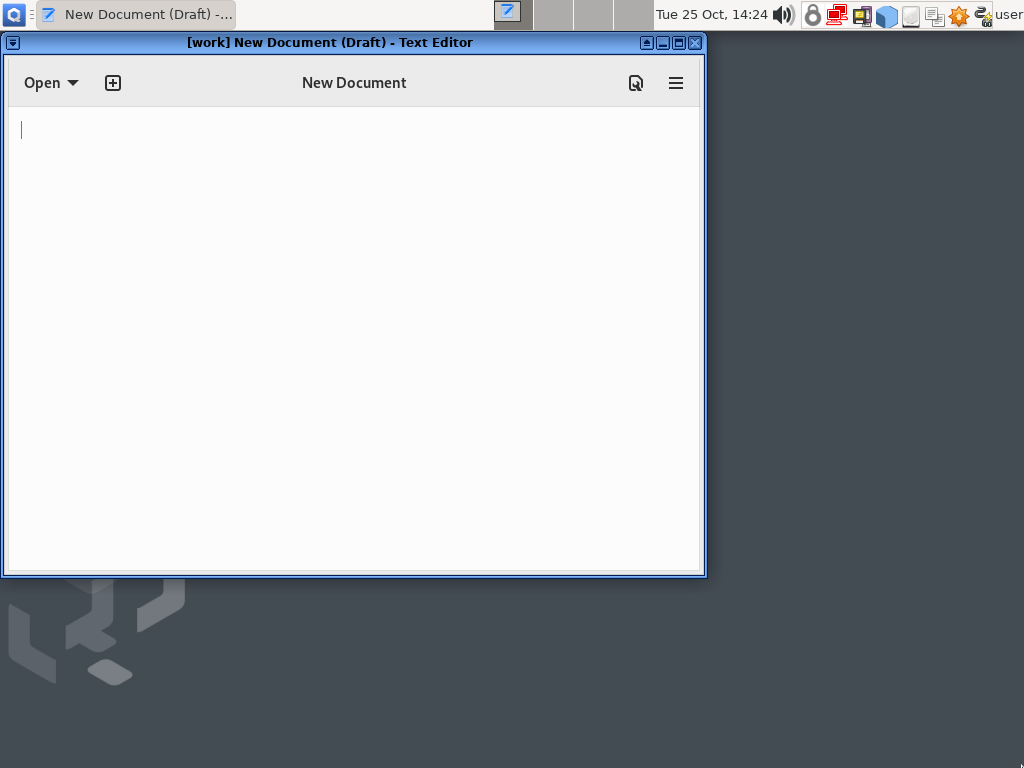 New Document (Draft) -...
Tue 25 Oct, 14:24
user
[work] New Document (Draft) - Text Editor
Open
New Document